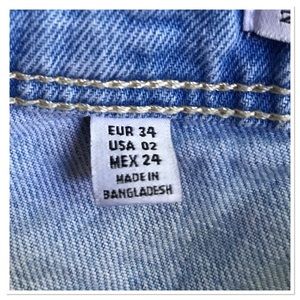 EUR 34
USA 02
MEX 24
MADE IN
BANGLADESH